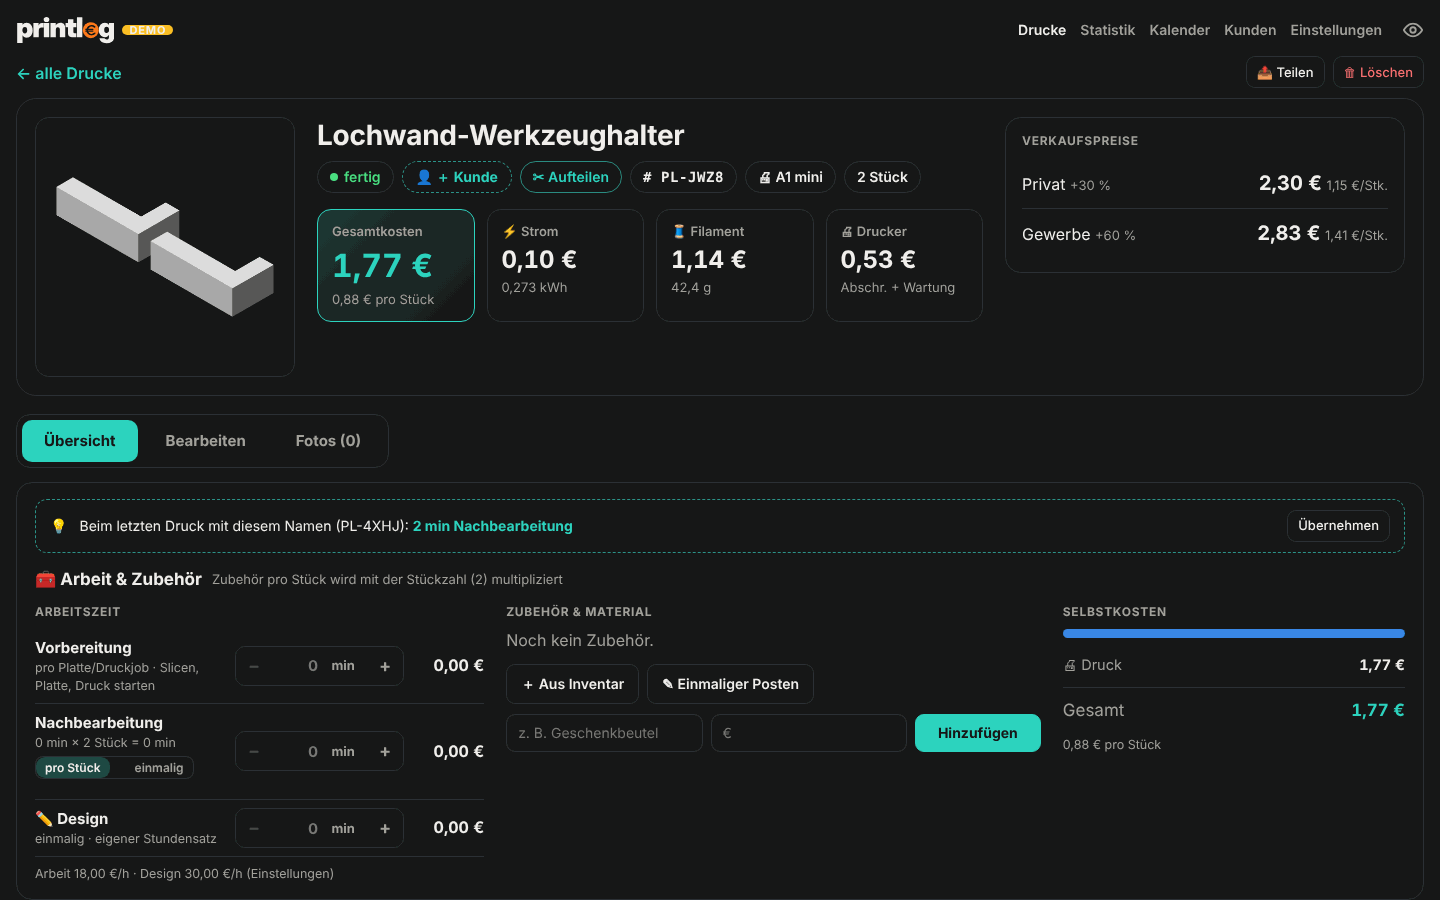 printlog DEMO
Drucke Statistik Kalender Kunden Einstellungen
← alle Drucke
Teilen Löschen
Lochwand-Werkzeughalter
fertig + Kunde ✂ Aufteilen # PL-JWZ8 A1 mini 2 Stück
Gesamtkosten
1,77 €
0,88 € pro Stück
Strom
0,10 €
0,273 kWh
Filament
1,14 €
42,4 g
Drucker
0,53 €
Abschr. + Wartung
VERKAUFSPREISE
Privat +30 % 2,30 € 1,15 €/Stk.
Gewerbe +60 % 2,83 € 1,41 €/Stk.
Übersicht Bearbeiten Fotos (0)
Beim letzten Druck mit diesem Namen (PL-4XHJ): 2 min Nachbearbeitung Übernehmen
Arbeit & Zubehör Zubehör pro Stück wird mit der Stückzahl (2) multipliziert
ARBEITSZEIT
Vorbereitung
pro Platte/Druckjob · Slicen,
Platte, Druck starten
− 0 min + 0,00 €
Nachbearbeitung
0 min × 2 Stück = 0 min
pro Stück einmalig
− 0 min + 0,00 €
Design
einmalig · eigener Stundensatz
− 0 min + 0,00 €
Arbeit 18,00 €/h · Design 30,00 €/h (Einstellungen)
ZUBEHÖR & MATERIAL
Noch kein Zubehör.
+ Aus Inventar ✎ Einmaliger Posten
z. B. Geschenkbeutel € Hinzufügen
SELBSTKOSTEN
Druck 1,77 €
Gesamt 1,77 €
0,88 € pro Stück